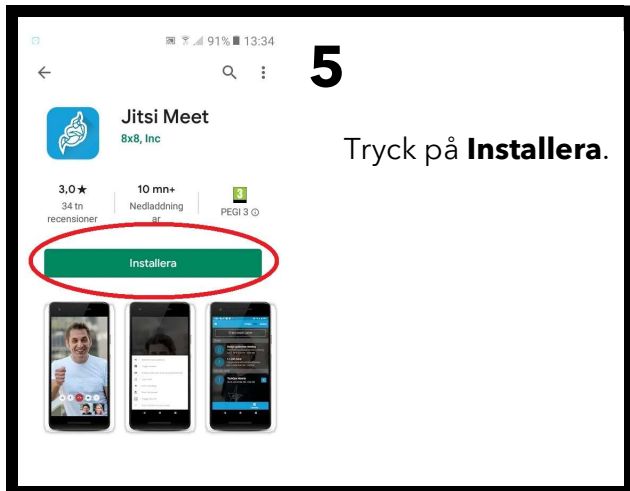 91% 13:34
5
Jitsi Meet
8x8, Inc
Tryck på Installera.
3,0★
34 tn
recensioner
10 mn+
Nedladdning
ar
3
PEGI 3
Installera